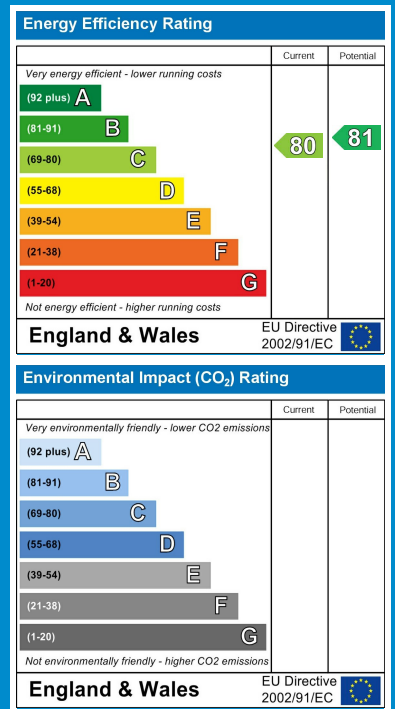 Energy Efficiency Rating
Current Potential
Very energy efficient - lower running costs
(92 plus) A
(81-91) B
(69-80) C
(55-68) D
(39-54) E
(21-38) F
(1-20) G
80
81
Not energy efficient - higher running costs
England & Wales
EU Directive
2002/91/EC
Environmental Impact (CO₂) Rating
Current Potential
Very environmentally friendly - lower CO2 emissions
(92 plus) A
(81-91) B
(69-80) C
(55-68) D
(39-54) E
(21-38) F
(1-20) G
Not environmentally friendly - higher CO2 emissions
England & Wales
EU Directive
2002/91/EC